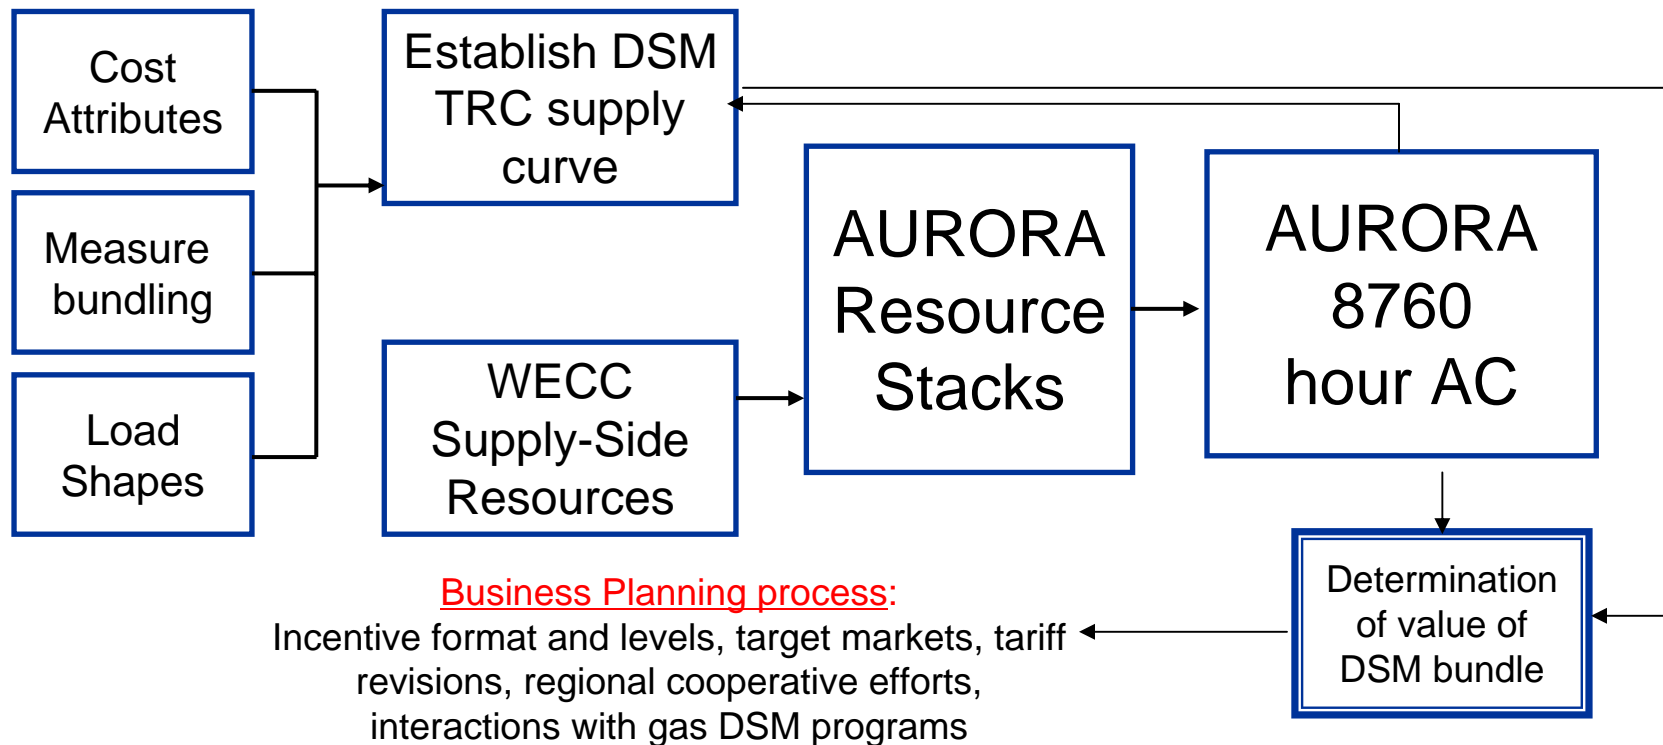 Cost
Attributes
Measure
bundling
Load
Shapes
Establish DSM
TRC supply
curve
WECC
Supply-Side
Resources
AURORA
Resource
Stacks
AURORA
8760
hour AC
Determination
of value of
DSM bundle
Business Planning process:
Incentive format and levels, target markets, tariff
revisions, regional cooperative efforts,
interactions with gas DSM programs